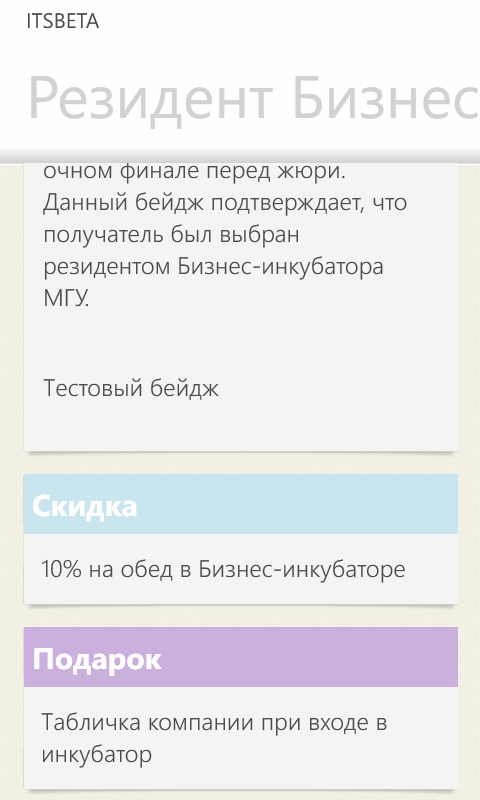 ITSBETA
Резидент Бизнес
очном финале перед жюри.
Данный бейдж подтверждает, что
получатель был выбран
резидентом Бизнес-инкубатора
МГУ.
Тестовый бейдж
Скидка
10% на обед в Бизнес-инкубаторе
Подарок
Табличка компании при входе в
инкубатор